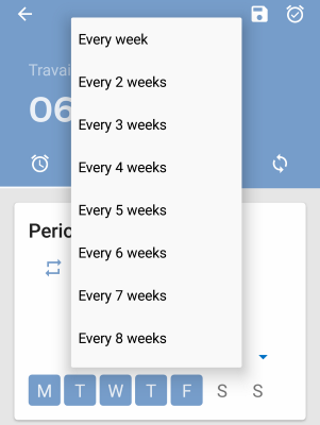 Travai
06
Every week
Every 2 weeks
Every 3 weeks
Every 4 weeks
Every 5 weeks
Every 6 weeks
Every 7 weeks
Every 8 weeks
Perio
M T W T F S S